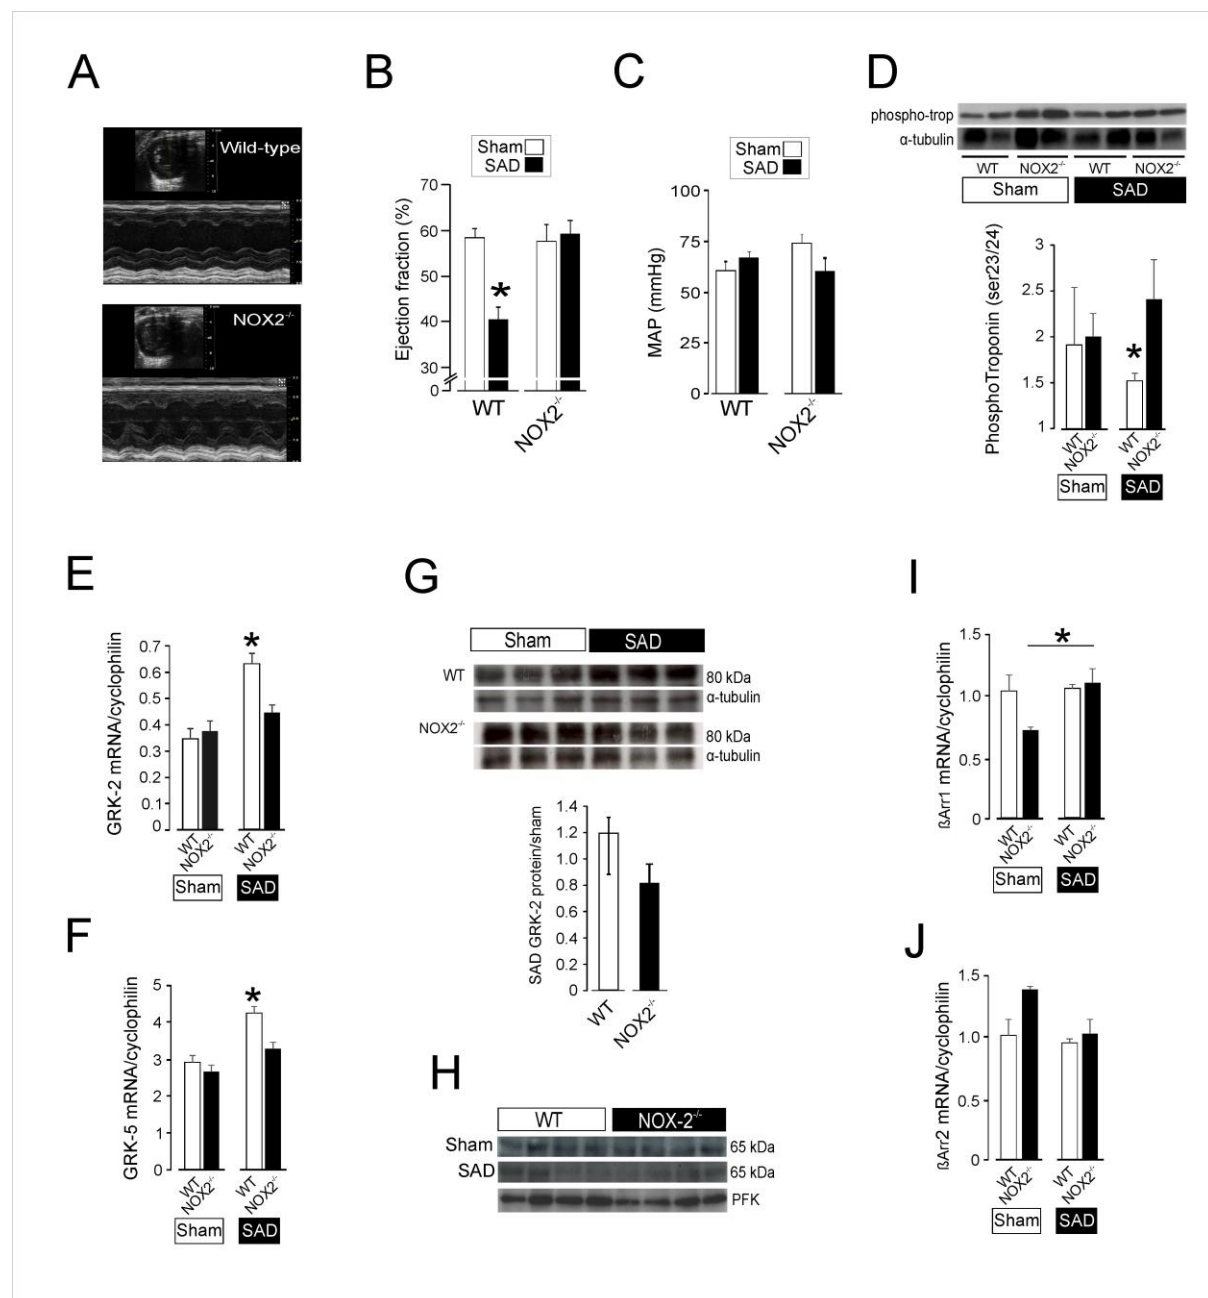 A
Wild-type
NOX2-/-
B
Sham
SAD
Ejection fraction (%)
70
60
50
40
30
0
*
WT
NOX2-/-
C
Sham
SAD
MAP (mmHg)
100
75
50
25
0
WT
NOX2-/-
D
phospho-trop
α-tubulin
WT NOX2-/- WT NOX2-/-
Sham SAD
PhosphoTroponin (ser23/24)
3
2.5
2
1.5
1
*
WT NOX2-/- WT NOX2-/-
Sham SAD
E
GRK-2 mRNA/cyclophilin
0.7
0.6
0.5
0.4
0.3
0.2
0.1
0
*
WT NOX2-/- WT NOX2-/-
Sham SAD
F
GRK-5 mRNA/cyclophilin
5
4
3
2
1
0
*
WT NOX2-/- WT NOX2-/-
Sham SAD
G
Sham SAD
WT 80 kDa
α-tubulin
NOX2-/- 80 kDa
α-tubulin
SAD GRK-2 protein/sham
1.4
1.2
1.0
0.8
0.6
0.4
0.2
0
WT NOX2-/-
H
WT NOX-2-/-
Sham 65 kDa
SAD 65 kDa
PFK
I
ßArr1 mRNA/cyclophilin
1.5
1.0
0.5
0
*
WT NOX2-/- WT NOX2-/-
Sham SAD
J
ßArr2 mRNA/cyclophilin
1.5
1.0
0.5
0
WT NOX2-/- WT NOX2-/-
Sham SAD